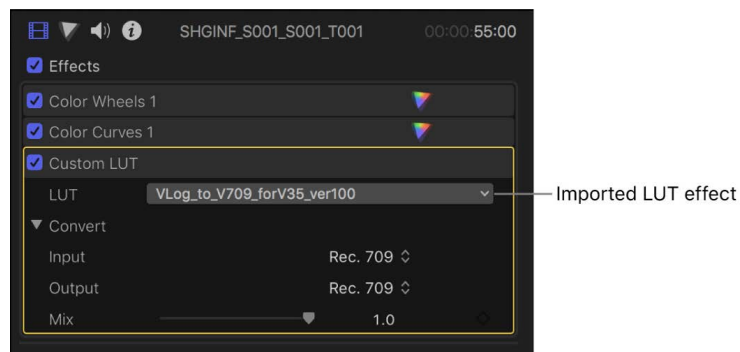 SHGINF_S001_S001_T001 00:00:55:00
Effects
Color Wheels 1
Color Curves 1
Custom LUT
LUT VLog_to_V709_forV35_ver100 Imported LUT effect
Convert
Input Rec. 709
Output Rec. 709
Mix 1.0